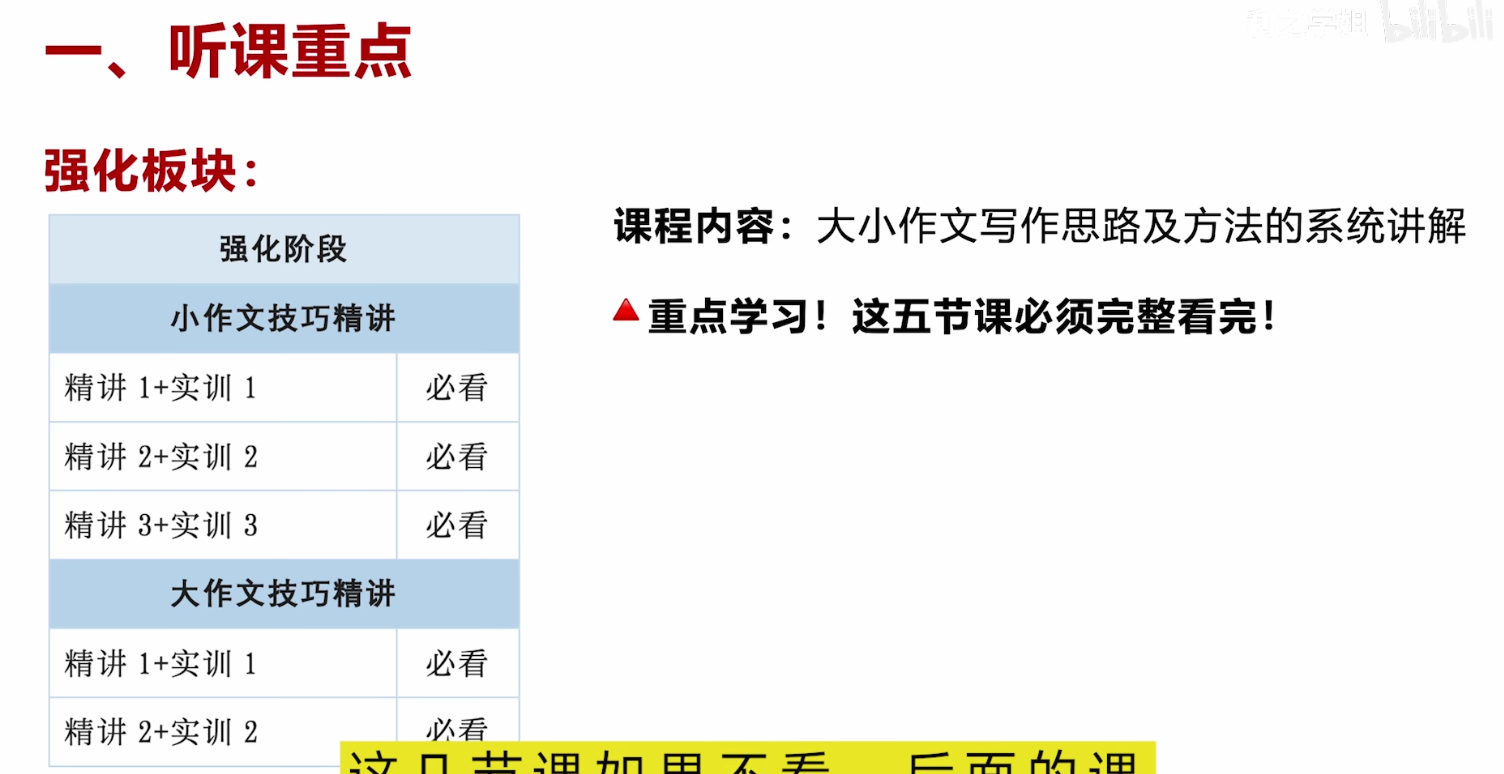 一、听课重点
bilibili
强化板块：
强化阶段
小作文技巧精讲
精讲 1+实训 1 必看
精讲 2+实训 2 必看
精讲 3+实训 3 必看
大作文技巧精讲
精讲 1+实训 1 必看
精讲 2+实训 2 必看
课程内容：大小作文写作思路及方法的系统讲解
重点学习！这五节课必须完整看完！
这几节课如果不看 后面的课